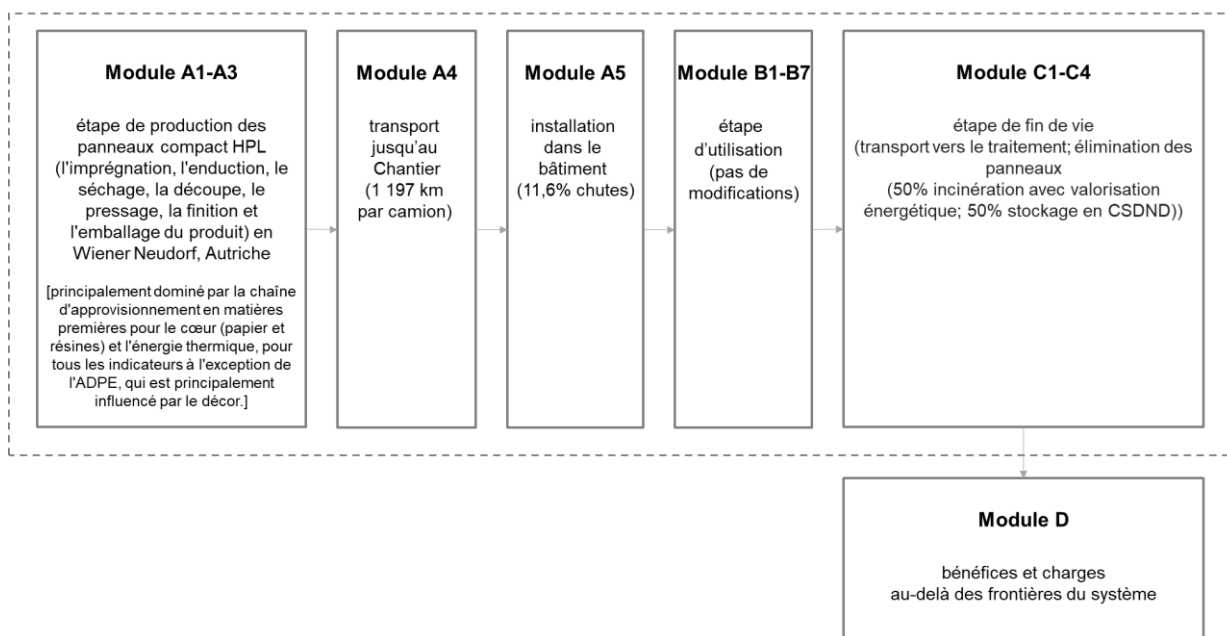 Module A1-A3
étape de production des
panneaux compact HPL
(l'imprégnation, l'enduction, le
séchage, la découpe, le
pressage, la finition et
l'emballage du produit) en
Wiener Neudorf, Autriche
[principalement dominé par la chaîne
d'approvisionnement en matières
premières pour le cœur (papier et
résines) et l'énergie thermique, pour
tous les indicateurs à l'exception de
l'ADPE, qui est principalement
influencé par le décor.]
Module A4
transport
jusqu'au
Chantier
(1 197 km
par camion)
Module A5
installation
dans le
bâtiment
(11,6% chutes)
Module B1-B7
étape
d'utilisation
(pas de
modifications)
Module C1-C4
étape de fin de vie
(transport vers le traitement; élimination des
panneaux
(50% incinération avec valorisation
énergétique; 50% stockage en CSDND))
Module D
bénéfices et charges
au-delà des frontières du système